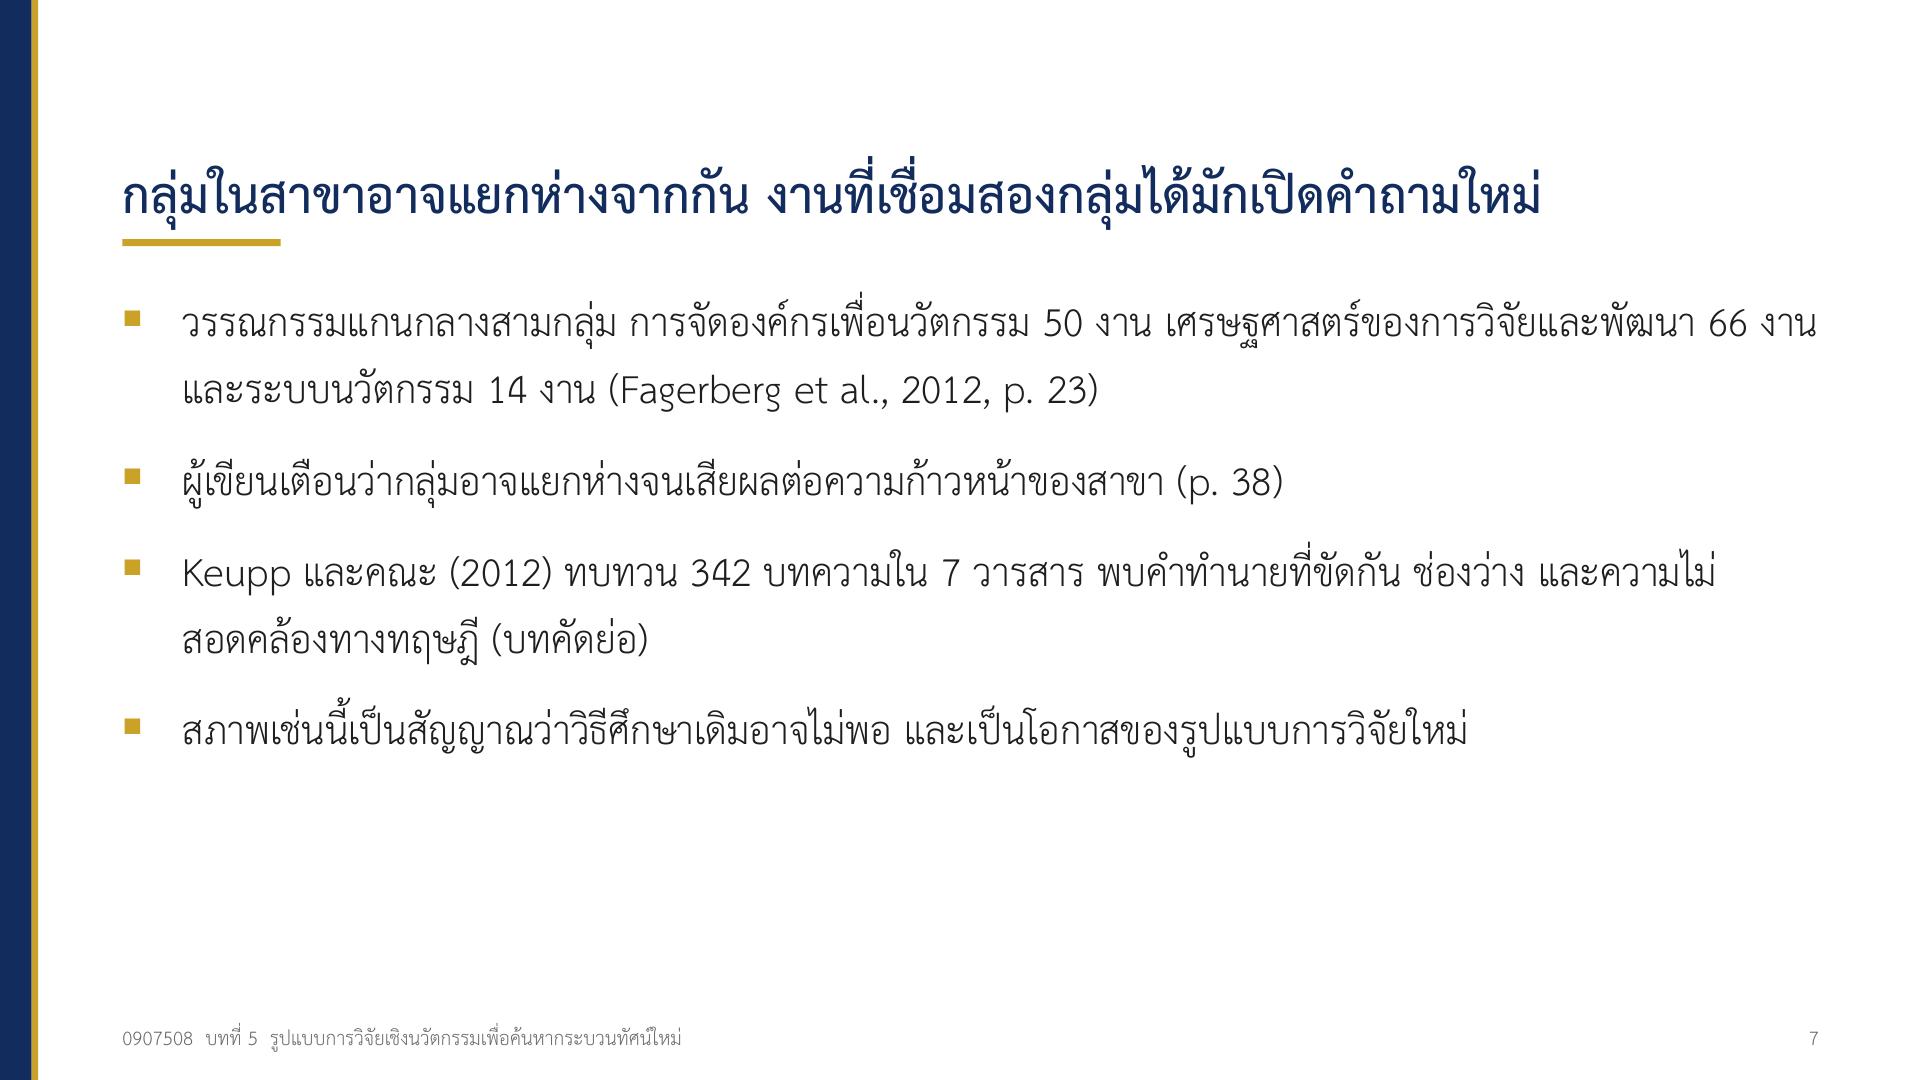 กลุ่มในสาขาอาจแยกห่างจากกัน งานที่เชื่อมสองกลุ่มได้มักเปิดคำถามใหม่
วรรณกรรมแกนกลางสามกลุ่ม การจัดองค์กรเพื่อนวัตกรรม 50 งาน เศรษฐศาสตร์ของการวิจัยและพัฒนา 66 งาน
และระบบนวัตกรรม 14 งาน (Fagerberg et al., 2012, p. 23)
ผู้เขียนเตือนว่ากลุ่มอาจแยกห่างจนเสียผลต่อความก้าวหน้าของสาขา (p. 38)
Keupp และคณะ (2012) ทบทวน 342 บทความใน 7 วารสาร พบคำทำนายที่ขัดกัน ช่องว่าง และความไม่
สอดคล้องทางทฤษฎี (บทคัดย่อ)
สภาพเช่นนี้เป็นสัญญาณว่าวิธีศึกษาเดิมอาจไม่พอ และเป็นโอกาสของรูปแบบการวิจัยใหม่
0907508 บทที่ 5 รูปแบบการวิจัยเชิงนวัตกรรมเพื่อค้นหากระบวนทัศน์ใหม่
7